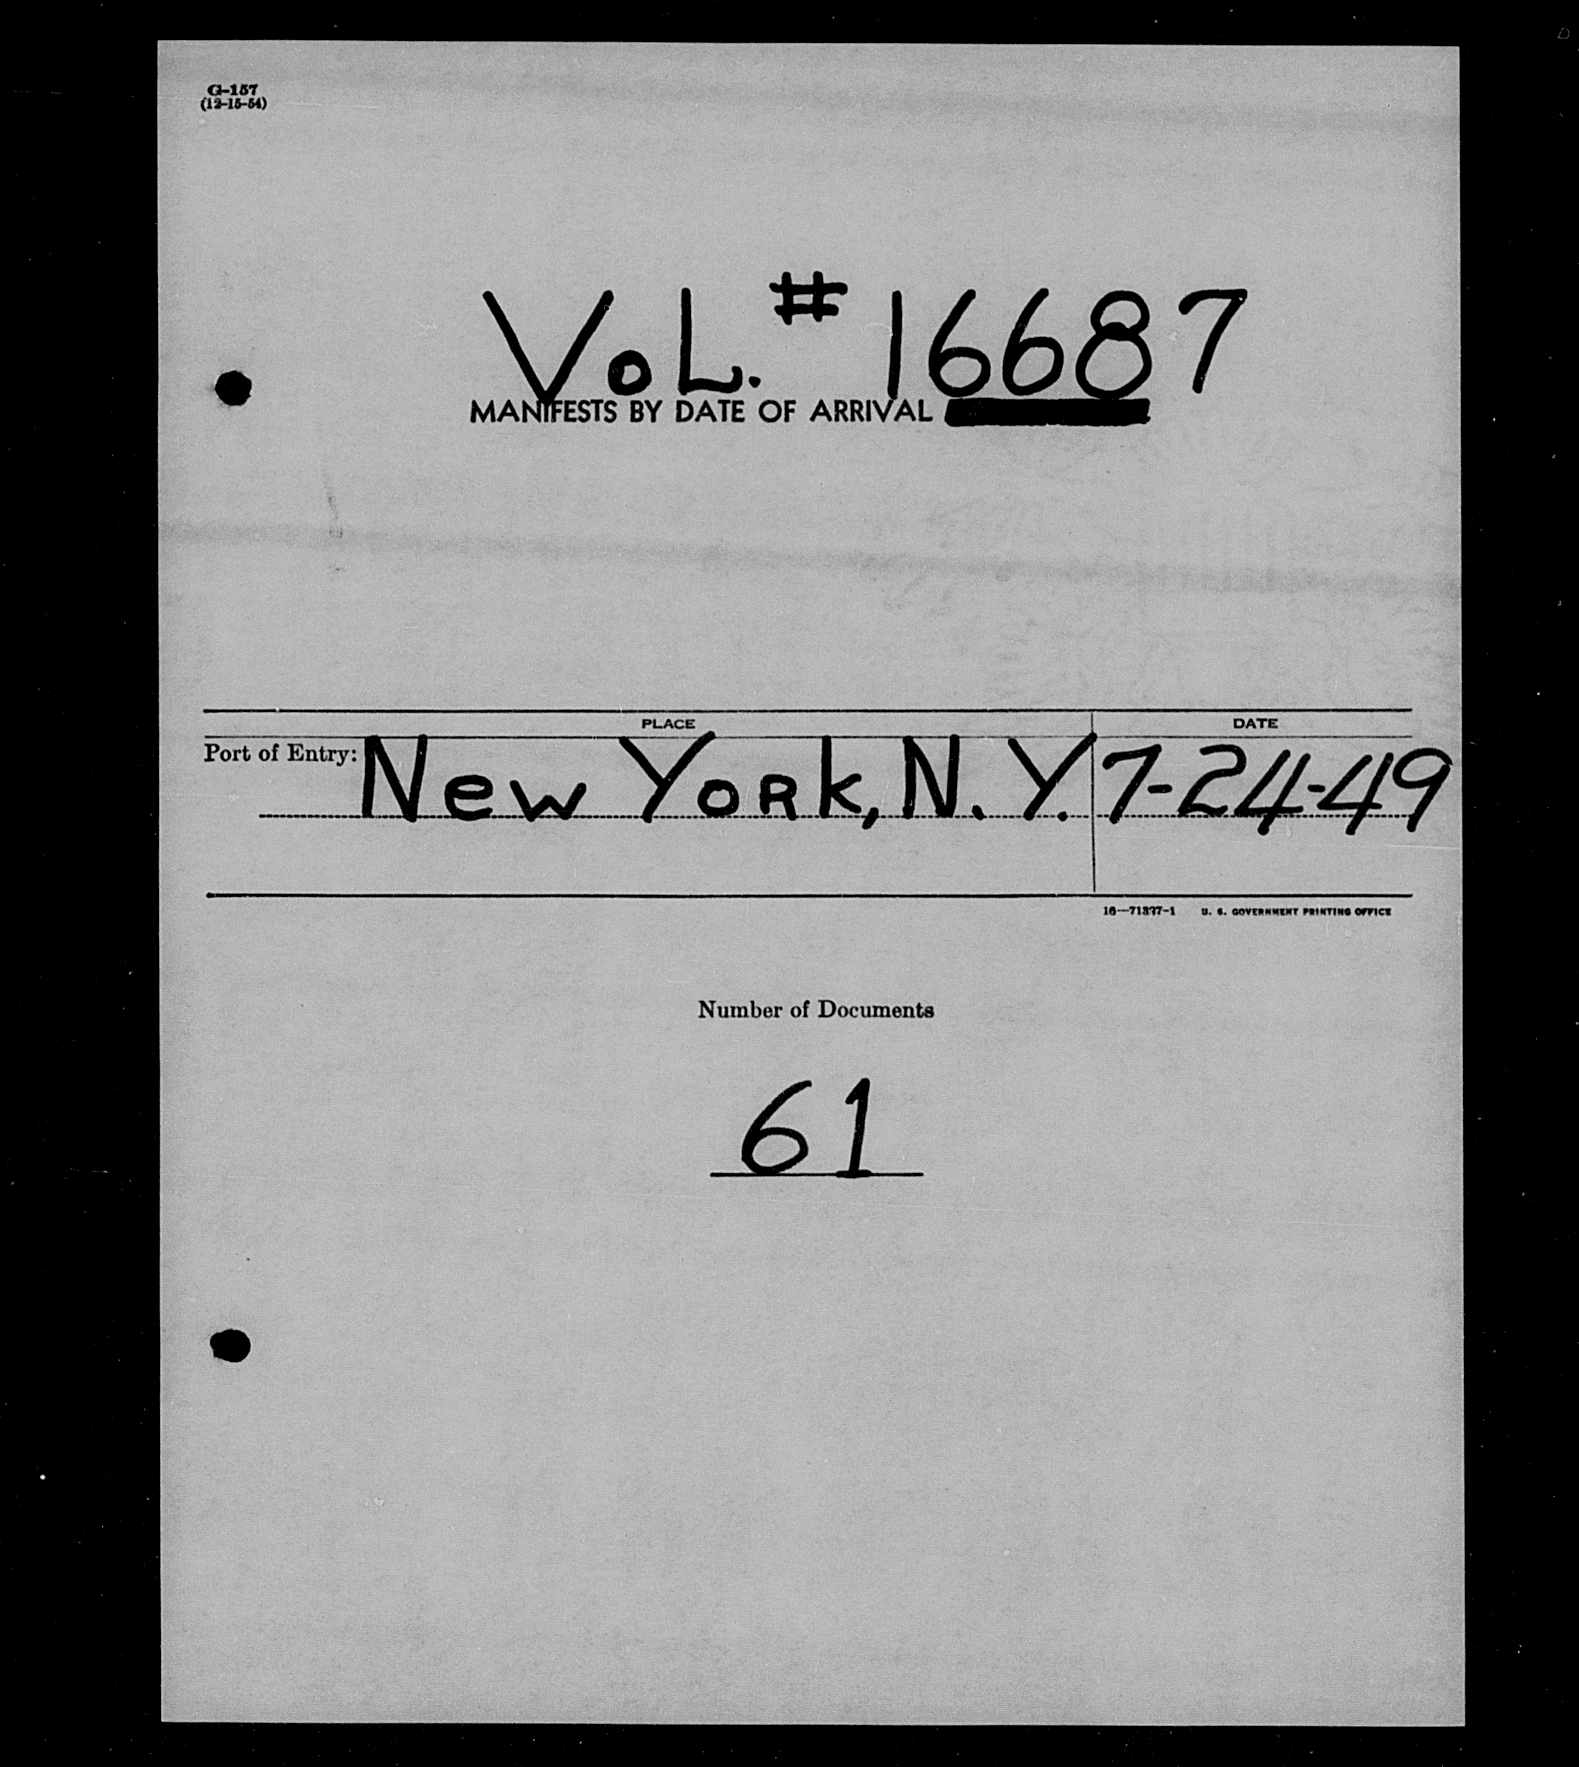 G-157
(12-15-54)
VOL. # 16687
MANIFESTS BY DATE OF ARRIVAL
PLACE DATE
Port of Entry: New York, N.Y. 7-24-49
16—71327-1 U. S. GOVERNMENT PRINTING OFFICE
Number of Documents
61